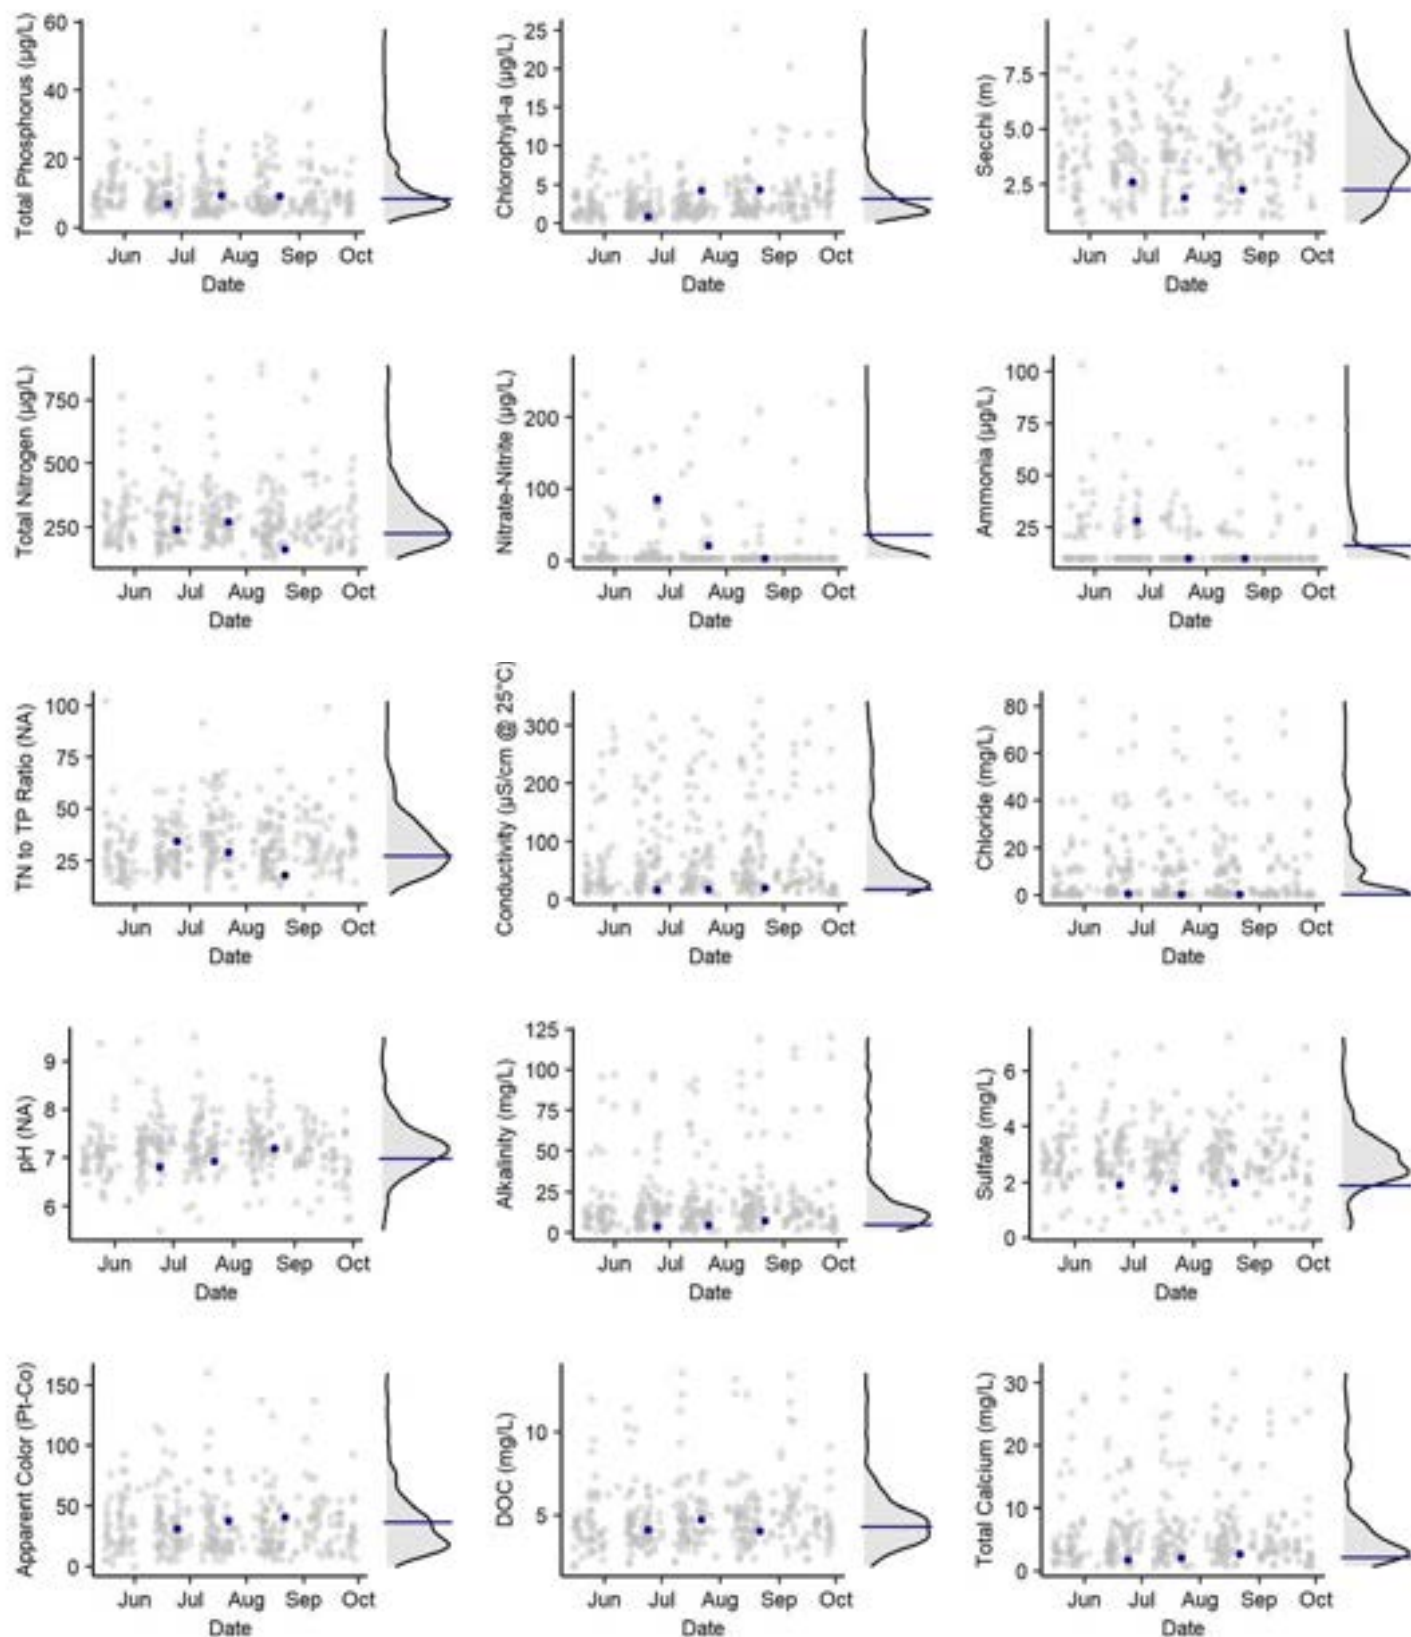 Total Phosphorus (µg/L)
60
40
20
0
Jun Jul Aug Sep Oct
Date
Chlorophyll-a (µg/L)
25
20
15
10
5
0
Jun Jul Aug Sep Oct
Date
Secchi (m)
7.5
5.0
2.5
Jun Jul Aug Sep Oct
Date
Total Nitrogen (µg/L)
750
500
250
Jun Jul Aug Sep Oct
Date
Nitrate-Nitrite (µg/L)
200
100
0
Jun Jul Aug Sep Oct
Date
Ammonia (µg/L)
100
75
50
25
Jun Jul Aug Sep Oct
Date
TN to TP Ratio (NA)
100
75
50
25
Jun Jul Aug Sep Oct
Date
Conductivity (µS/cm @ 25°C)
300
200
100
0
Jun Jul Aug Sep Oct
Date
Chloride (mg/L)
80
60
40
20
0
Jun Jul Aug Sep Oct
Date
pH (NA)
9
8
7
6
Jun Jul Aug Sep Oct
Date
Alkalinity (mg/L)
125
100
75
50
25
0
Jun Jul Aug Sep Oct
Date
Sulfate (mg/L)
6
4
2
0
Jun Jul Aug Sep Oct
Date
Apparent Color (Pt-Co)
150
100
50
0
Jun Jul Aug Sep Oct
Date
DOC (mg/L)
10
5
Jun Jul Aug Sep Oct
Date
Total Calcium (mg/L)
30
20
10
0
Jun Jul Aug Sep Oct
Date